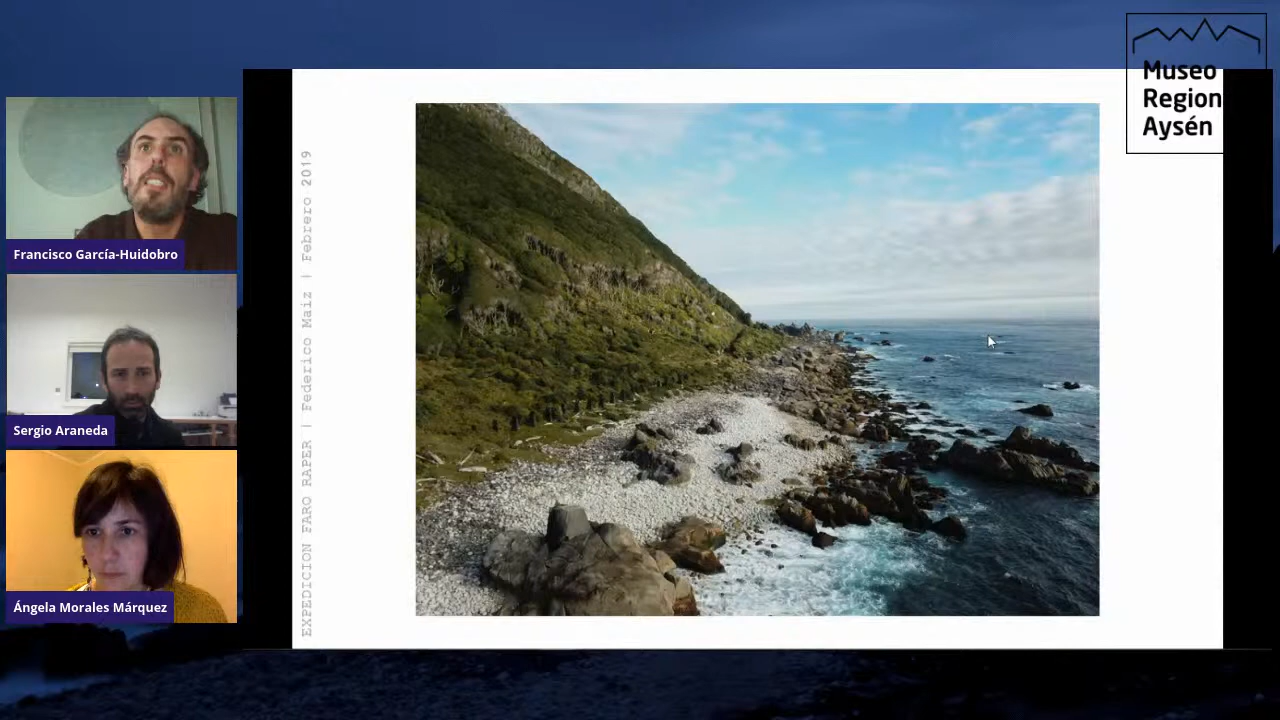 Museo
Region
Aysén
EXPEDICION FARO RAPER | Federico Maiz | Febrero 2019
Francisco García-Huidobro
Sergio Araneda
Ángela Morales Márquez